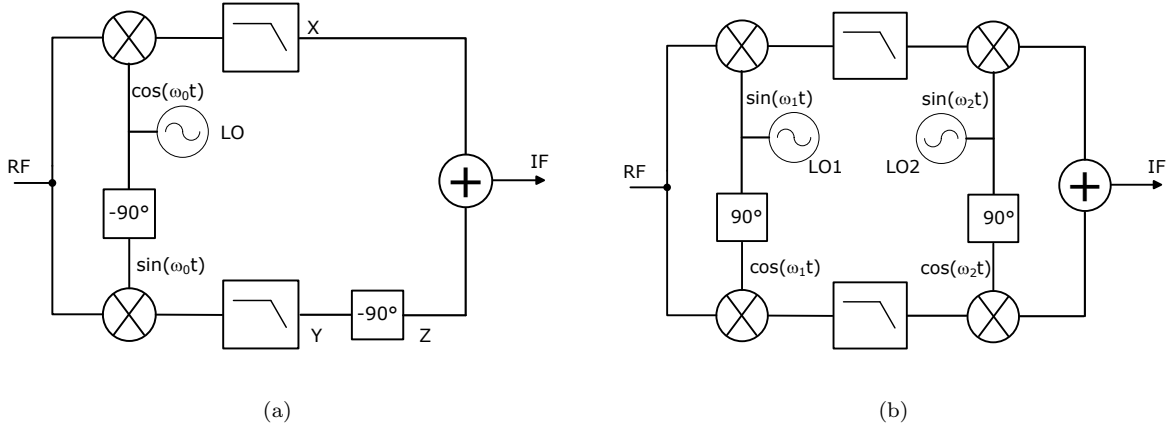 X
cos(ω₀t)
LO
RF
IF
+
-90°
sin(ω₀t)
-90°
Y
Z
(a)
sin(ω₁t)
sin(ω₂t)
LO1
LO2
RF
IF
+
90°
90°
cos(ω₁t)
cos(ω₂t)
(b)